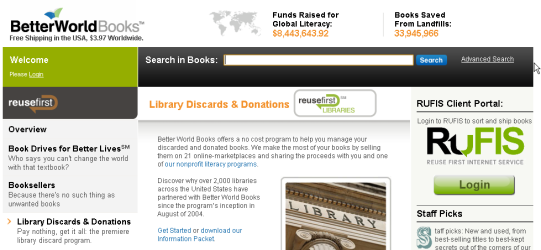 BetterWorldBooks™
Free Shipping in the USA, $3.97 Worldwide.
Funds Raised for
Global Literacy:
$8,443,643.92
Books Saved
From Landfills:
33,945,966
Welcome
Please Login
Search in Books:
Search
Advanced Search
reusefirst
Overview
Book Drives for Better Lives℠
Who says you can't change the
world with that textbook?
Booksellers
Because there's no such thing as
unwanted books
Library Discards & Donations
Pay nothing, get it all: the premiere
library discard program.
Library Discards & Donations
reusefirst
LIBRARIES
Better World Books offers a no cost program to help you manage your
discarded and donated books. We make the most of your books by selling
them on 21 online-marketplaces and sharing the proceeds with you and one
of our nonprofit literacy programs.
Discover why over 2,000 libraries
across the United States have
partnered with Better World Books
since the program's inception in
August of 2004.
Get Started or download our
Information Packet.
LIBRARY
RUFIS Client Portal:
Login to RUFIS to sort and ship books
RUFIS
REUSE FIRST INTERNET SERVICE
Login
Staff Picks
Staff picks: New and used, from
best-selling titles to best-kept
secrets out of the corners of our